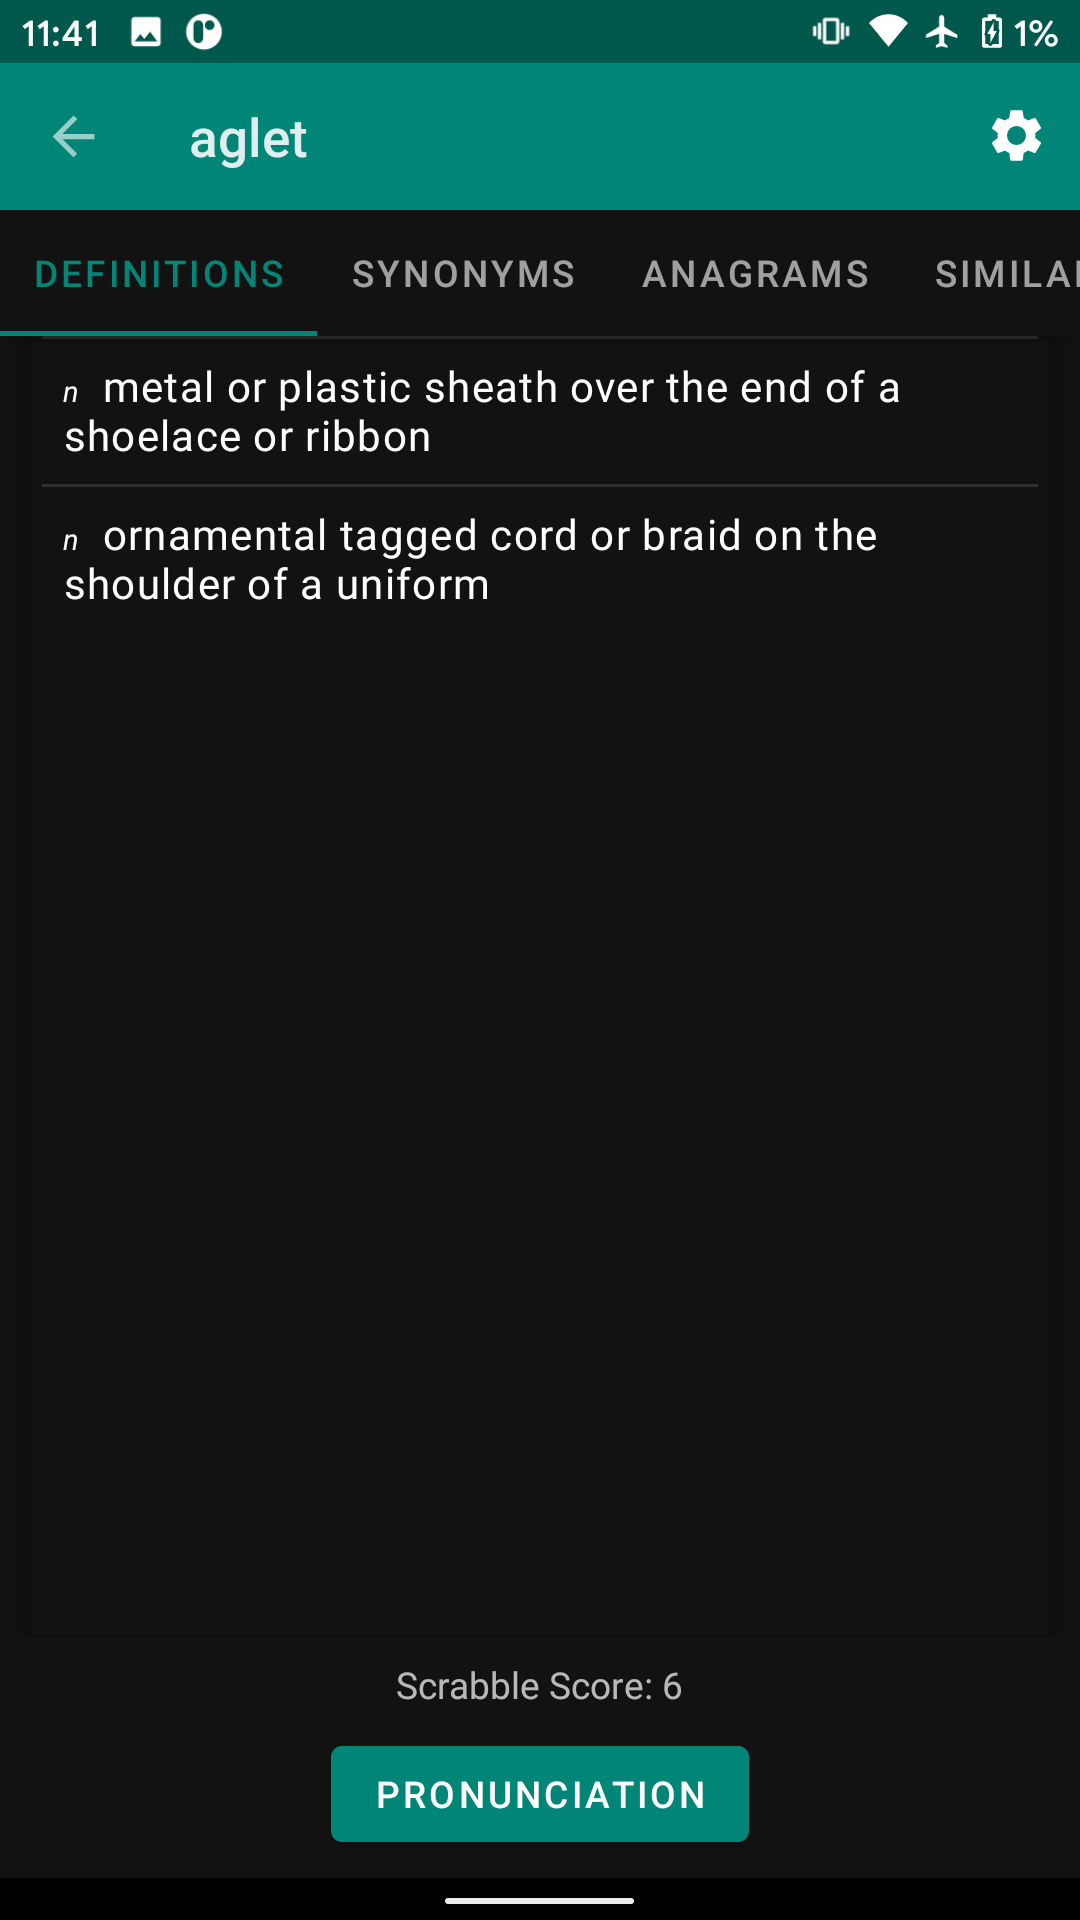 11:41 1%
aglet
DEFINITIONS SYNONYMS ANAGRAMS
n metal or plastic sheath over the end of a
shoelace or ribbon
n ornamental tagged cord or braid on the
shoulder of a uniform
Scrabble Score: 6
PRONUNCIATION